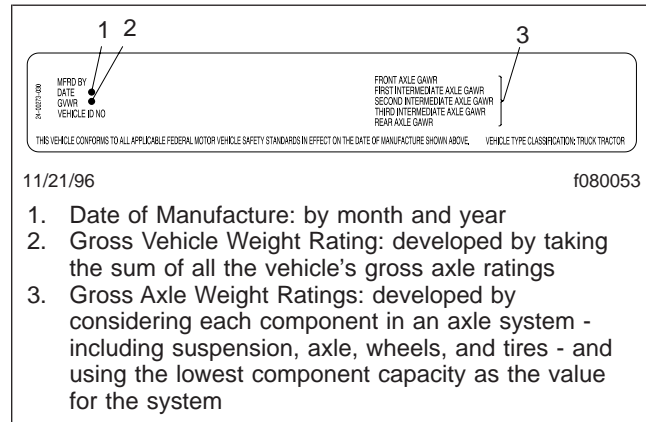 1 2 3
24-00273-000
MFRD BY
DATE
GVWR
VEHICLE ID NO
FRONT AXLE GAWR
FIRST INTERMEDIATE AXLE GAWR
SECOND INTERMEDIATE AXLE GAWR
THIRD INTERMEDIATE AXLE GAWR
REAR AXLE GAWR
THIS VEHICLE CONFORMS TO ALL APPLICABLE FEDERAL MOTOR VEHICLE SAFETY STANDARDS IN EFFECT ON THE DATE OF MANUFACTURE SHOWN ABOVE. VEHICLE TYPE CLASSIFICATION: TRUCK TRACTOR
11/21/96 f080053
1. Date of Manufacture: by month and year
2. Gross Vehicle Weight Rating: developed by taking
the sum of all the vehicle's gross axle ratings
3. Gross Axle Weight Ratings: developed by
considering each component in an axle system -
including suspension, axle, wheels, and tires - and
using the lowest component capacity as the value
for the system